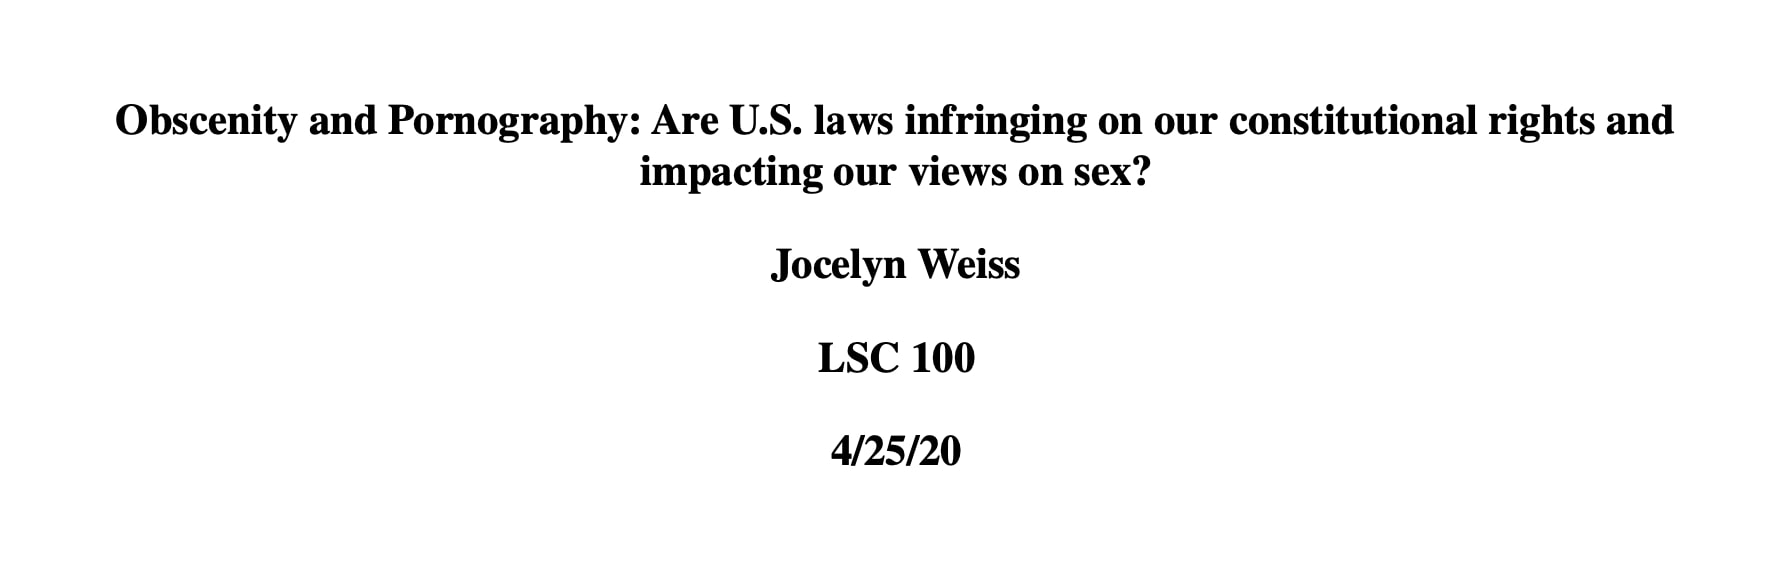 Obscenity and Pornography: Are U.S. laws infringing on our constitutional rights and
impacting our views on sex?
Jocelyn Weiss
LSC 100
4/25/20